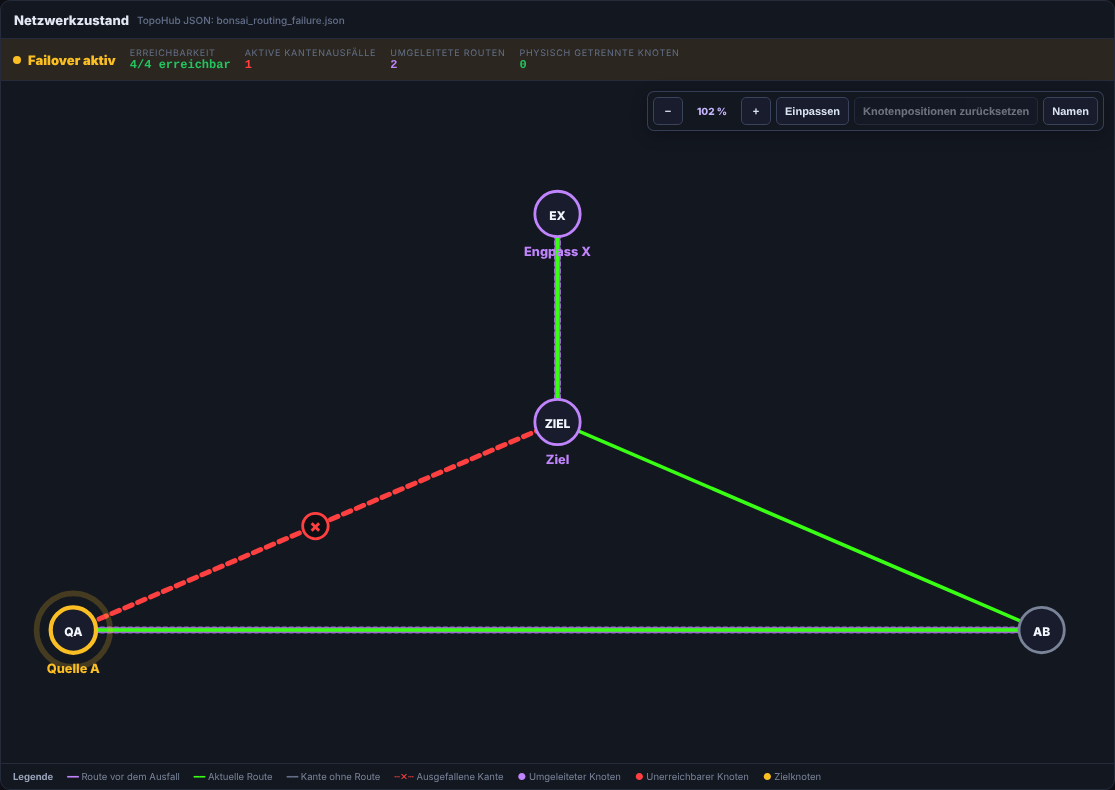 Netzwerkzustand TopoHub JSON: bonsai_routing_failure.json
Failover aktiv
ERREICHBARKEIT
4/4 erreichbar
AKTIVE KANTENAUSFÄLLE
1
UMGELEITETE ROUTEN
2
PHYSISCH GETRENNTE KNOTEN
0
− 102 % + Einpassen Knotenpositionen zurücksetzen Namen
EX
Engpass X
ZIEL
Ziel
QA
Quelle A
AB
Legende Route vor dem Ausfall Aktuelle Route Kante ohne Route Ausgefallene Kante Umgeleiteter Knoten Unerreichbarer Knoten Zielknoten